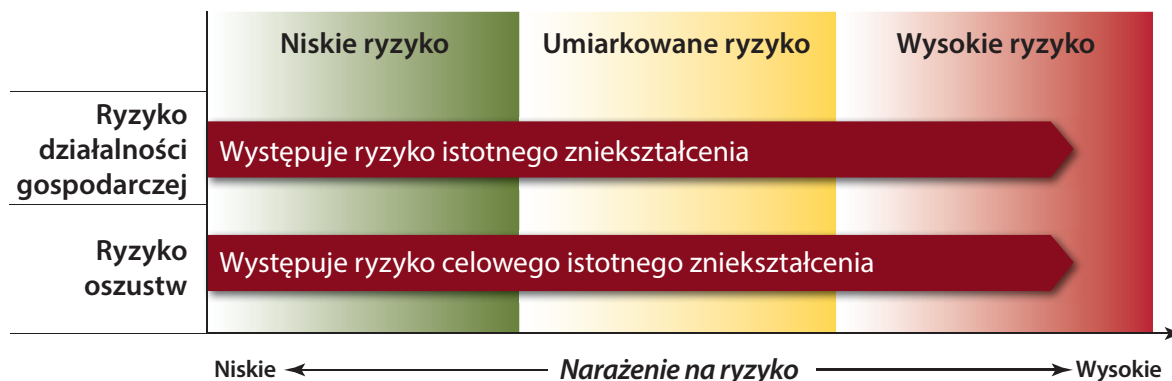 Niskie ryzyko
Umiarkowane ryzyko
Wysokie ryzyko
Ryzyko
działalności
gospodarczej
Występuje ryzyko istotnego zniekształcenia
Ryzyko
oszustw
Występuje ryzyko celowego istotnego zniekształcenia
Niskie
Narażenie na ryzyko
Wysokie